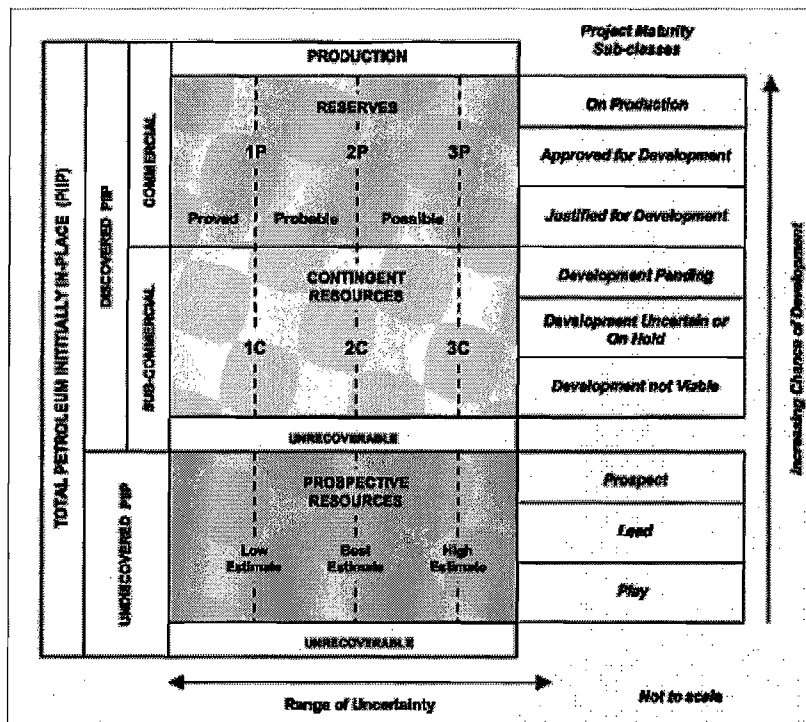 Project Maturity
Sub-classes
PRODUCTION
RESERVES
1P
2P
3P
Proved
Probable
Possible
On Production
Approved for Development
Justified for Development
CONTINGENT
RESOURCES
1C
2C
3C
Development Pending
Development Uncertain or
On Hold
Development not Viable
UNRECOVERABLE
PROSPECTIVE
RESOURCES
Low
Estimate
Best
Estimate
High
Estimate
Prospect
Lead
Play
UNRECOVERABLE
TOTAL PETROLEUM INITIALLY IN-PLACE (PIIP)
DISCOVERED PIIP
UNDISCOVERED PIIP
COMMERCIAL
SUB-COMMERCIAL
Increasing Chance of Development
Range of Uncertainty
Not to scale